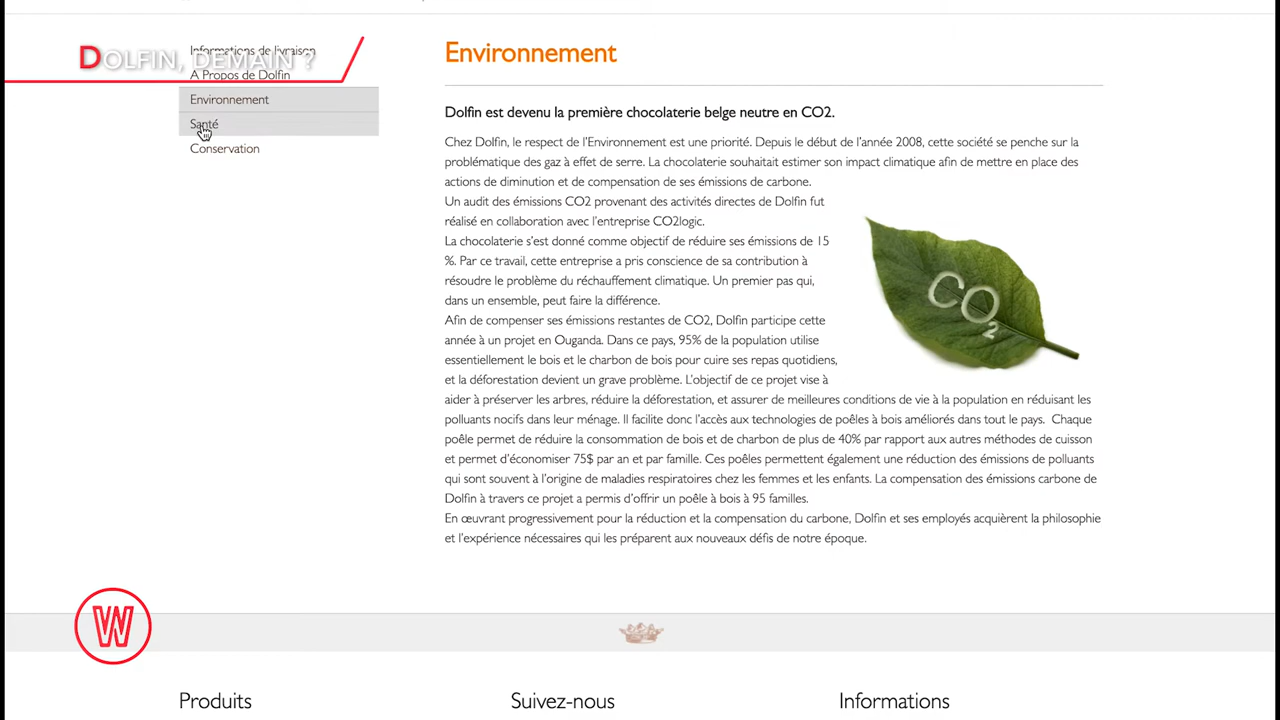 Informations de livraison
DOLFIN, DEMAIN ?
A Propos de Dolfin
Environnement
Santé
Conservation
Environnement
Dolfin est devenu la première chocolaterie belge neutre en CO2.
Chez Dolfin, le respect de l'Environnement est une priorité. Depuis le début de l'année 2008, cette société se penche sur la
problématique des gaz à effet de serre. La chocolaterie souhaitait estimer son impact climatique afin de mettre en place des
actions de diminution et de compensation de ses émissions de carbone.
Un audit des émissions CO2 provenant des activités directes de Dolfin fut
réalisé en collaboration avec l'entreprise CO2logic.
La chocolaterie s'est donné comme objectif de réduire ses émissions de 15
%. Par ce travail, cette entreprise a pris conscience de sa contribution à
résoudre le problème du réchauffement climatique. Un premier pas qui,
dans un ensemble, peut faire la différence.
Afin de compenser ses émissions restantes de CO2, Dolfin participe cette
année à un projet en Ouganda. Dans ce pays, 95% de la population utilise
essentiellement le bois et le charbon de bois pour cuire ses repas quotidiens,
et la déforestation devient un grave problème. L'objectif de ce projet vise à
aider à préserver les arbres, réduire la déforestation, et assurer de meilleures conditions de vie à la population en réduisant les
polluants nocifs dans leur ménage. Il facilite donc l'accès aux technologies de poêles à bois améliorés dans tout le pays. Chaque
poêle permet de réduire la consommation de bois et de charbon de plus de 40% par rapport aux autres méthodes de cuisson
et permet d'économiser 75$ par an et par famille. Ces poêles permettent également une réduction des émissions de polluants
qui sont souvent à l'origine de maladies respiratoires chez les femmes et les enfants. La compensation des émissions carbone de
Dolfin à travers ce projet a permis d'offrir un poêle à bois à 95 familles.
En œuvrant progressivement pour la réduction et la compensation du carbone, Dolfin et ses employés acquièrent la philosophie
et l'expérience nécessaires qui les préparent aux nouveaux défis de notre époque.
CO2
W
Produits
Suivez-nous
Informations